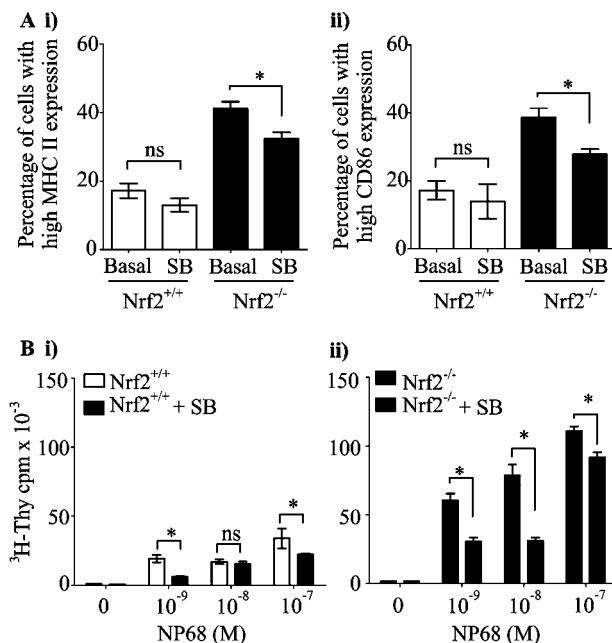 A i)
Percentage of cells with
high MHC II expression
60
40
20
0
ns
*
Basal SB Basal SB
Nrf2+/+ Nrf2-/-
ii)
Percentage of cells with
high CD86 expression
60
40
20
0
ns
*
Basal SB Basal SB
Nrf2+/+ Nrf2-/-
B i)
Nrf2+/+
Nrf2+/+ + SB
³H-Thy cpm x 10-3
150
100
50
0
* ns *
0 10-9 10-8 10-7
NP68 (M)
ii)
Nrf2-/-
Nrf2-/- + SB
150
100
50
0
* * *
0 10-9 10-8 10-7
NP68 (M)